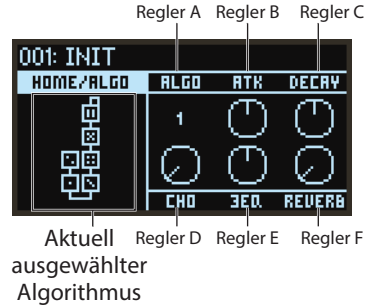 Regler A Regler B Regler C
001: INIT
HOME/ALGO ALGO ATK DECAY
1
CHO 3EQ. REVERB
Aktuell Regler D Regler E Regler F
ausgewählter
Algorithmus